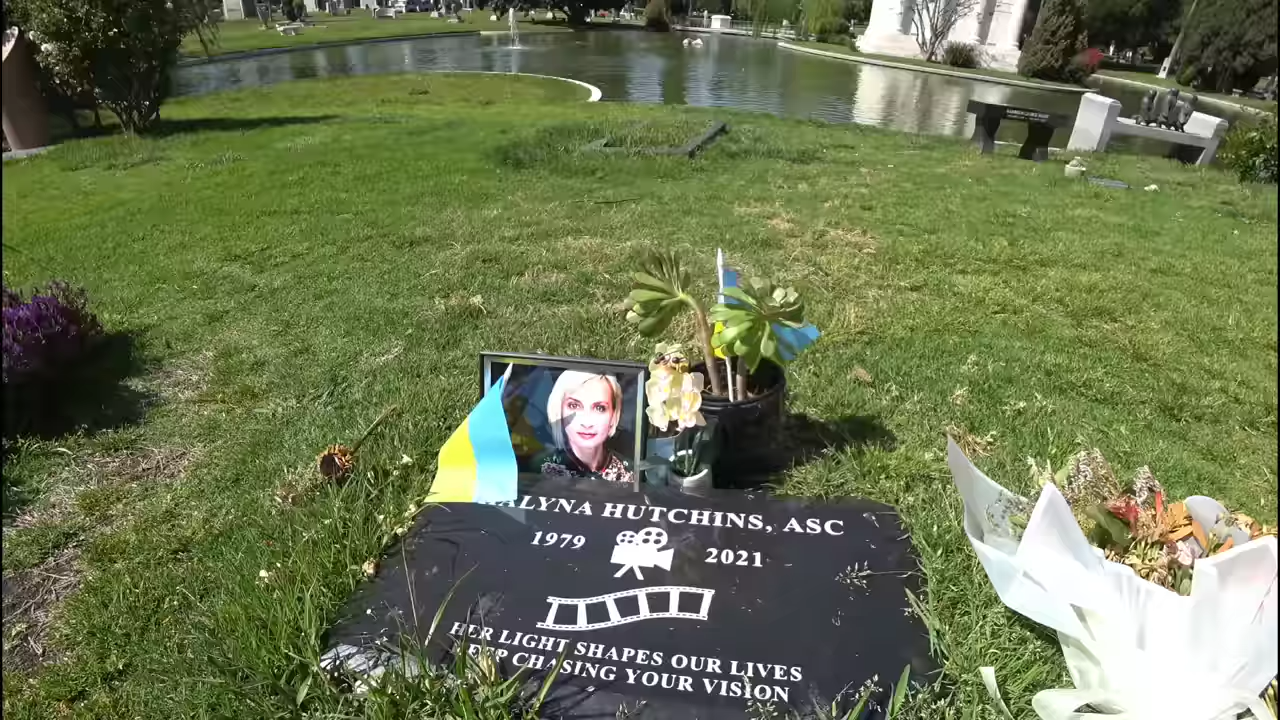 ALYNA HUTCHINS, ASC
1979
2021
HER LIGHT SHAPES OUR LIVES
CHASING YOUR VISION